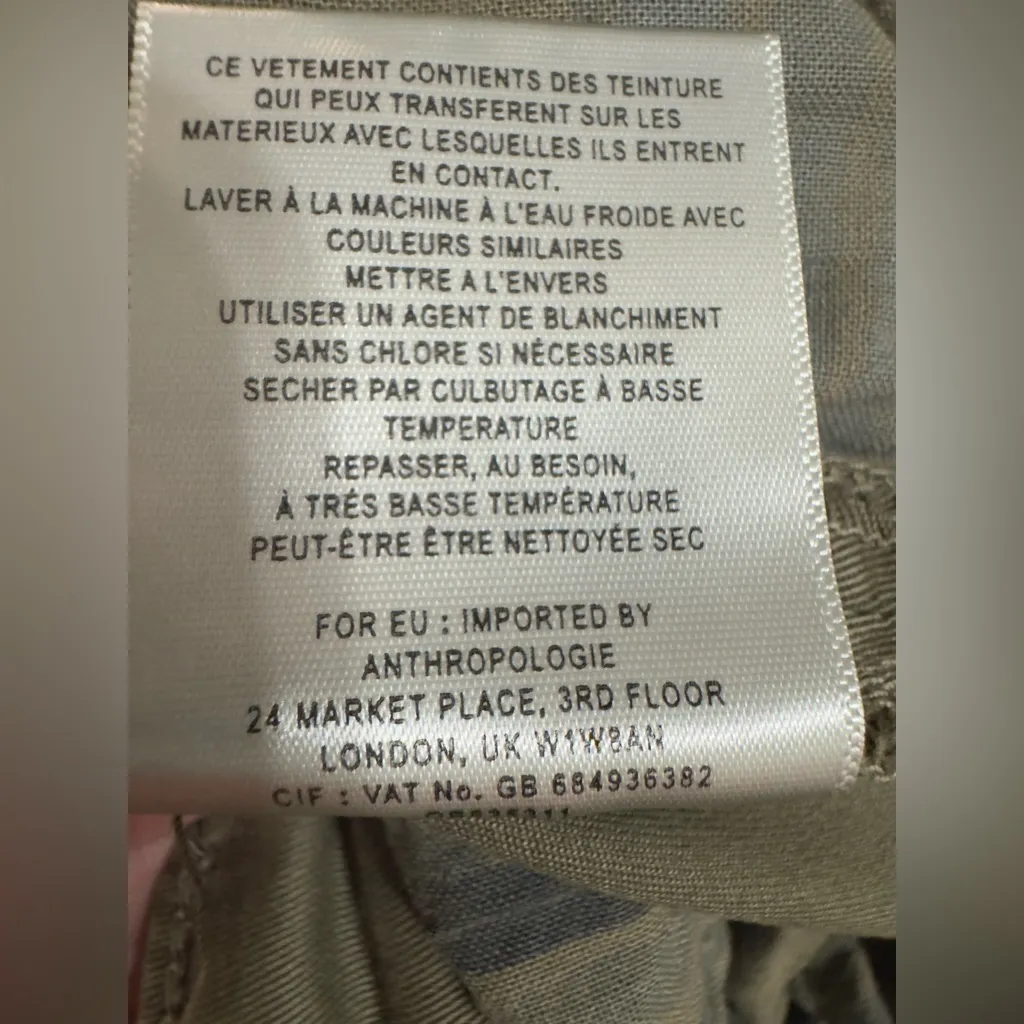 CE VETEMENT CONTIENTS DES TEINTURE
QUI PEUX TRANSFERENT SUR LES
MATERIEUX AVEC LESQUELLES ILS ENTRENT
EN CONTACT.
LAVER À LA MACHINE À L'EAU FROIDE AVEC
COULEURS SIMILAIRES
METTRE A L'ENVERS
UTILISER UN AGENT DE BLANCHIMENT
SANS CHLORE SI NÉCESSAIRE
SECHER PAR CULBUTAGE À BASSE
TEMPERATURE
REPASSER, AU BESOIN,
À TRÉS BASSE TEMPÉRATURE
PEUT-ÊTRE ÊTRE NETTOYÉE SEC
FOR EU : IMPORTED BY
ANTHROPOLOGIE
24 MARKET PLACE, 3RD FLOOR
LONDON, UK W1W8AN
CIF : VAT No. GB 684936382